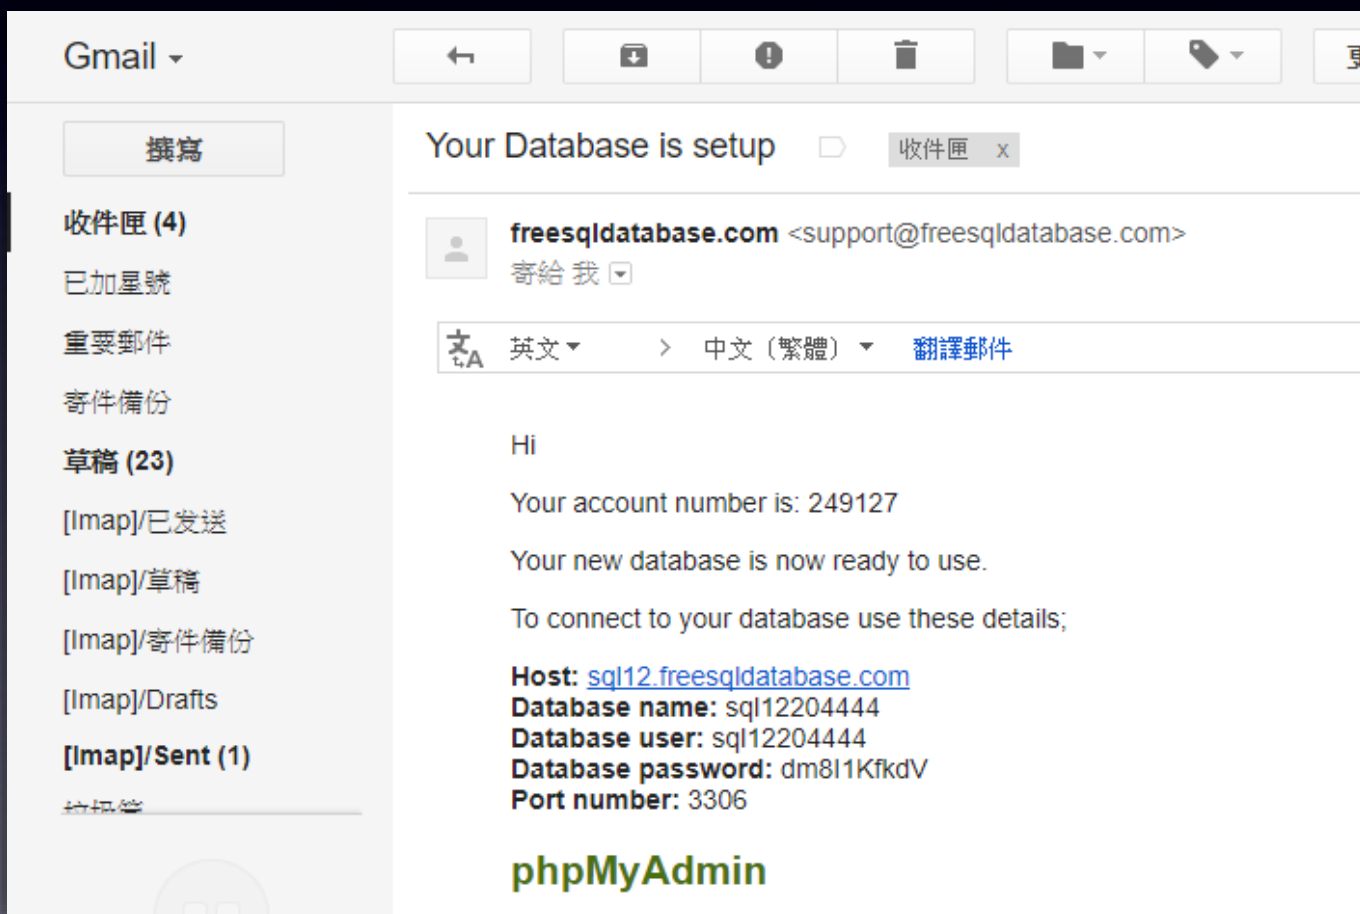 Gmail
撰寫
收件匣 (4)
已加星號
重要郵件
寄件備份
草稿 (23)
[Imap]/已发送
[Imap]/草稿
[Imap]/寄件備份
[Imap]/Drafts
[Imap]/Sent (1)
垃圾筒
Your Database is setup 收件匣 x
freesqldatabase.com <support@freesqldatabase.com>
寄給 我
英文 > 中文（繁體） 翻譯郵件
Hi
Your account number is: 249127
Your new database is now ready to use.
To connect to your database use these details;
Host: sql12.freesqldatabase.com
Database name: sql12204444
Database user: sql12204444
Database password: dm8I1KfkdV
Port number: 3306
phpMyAdmin